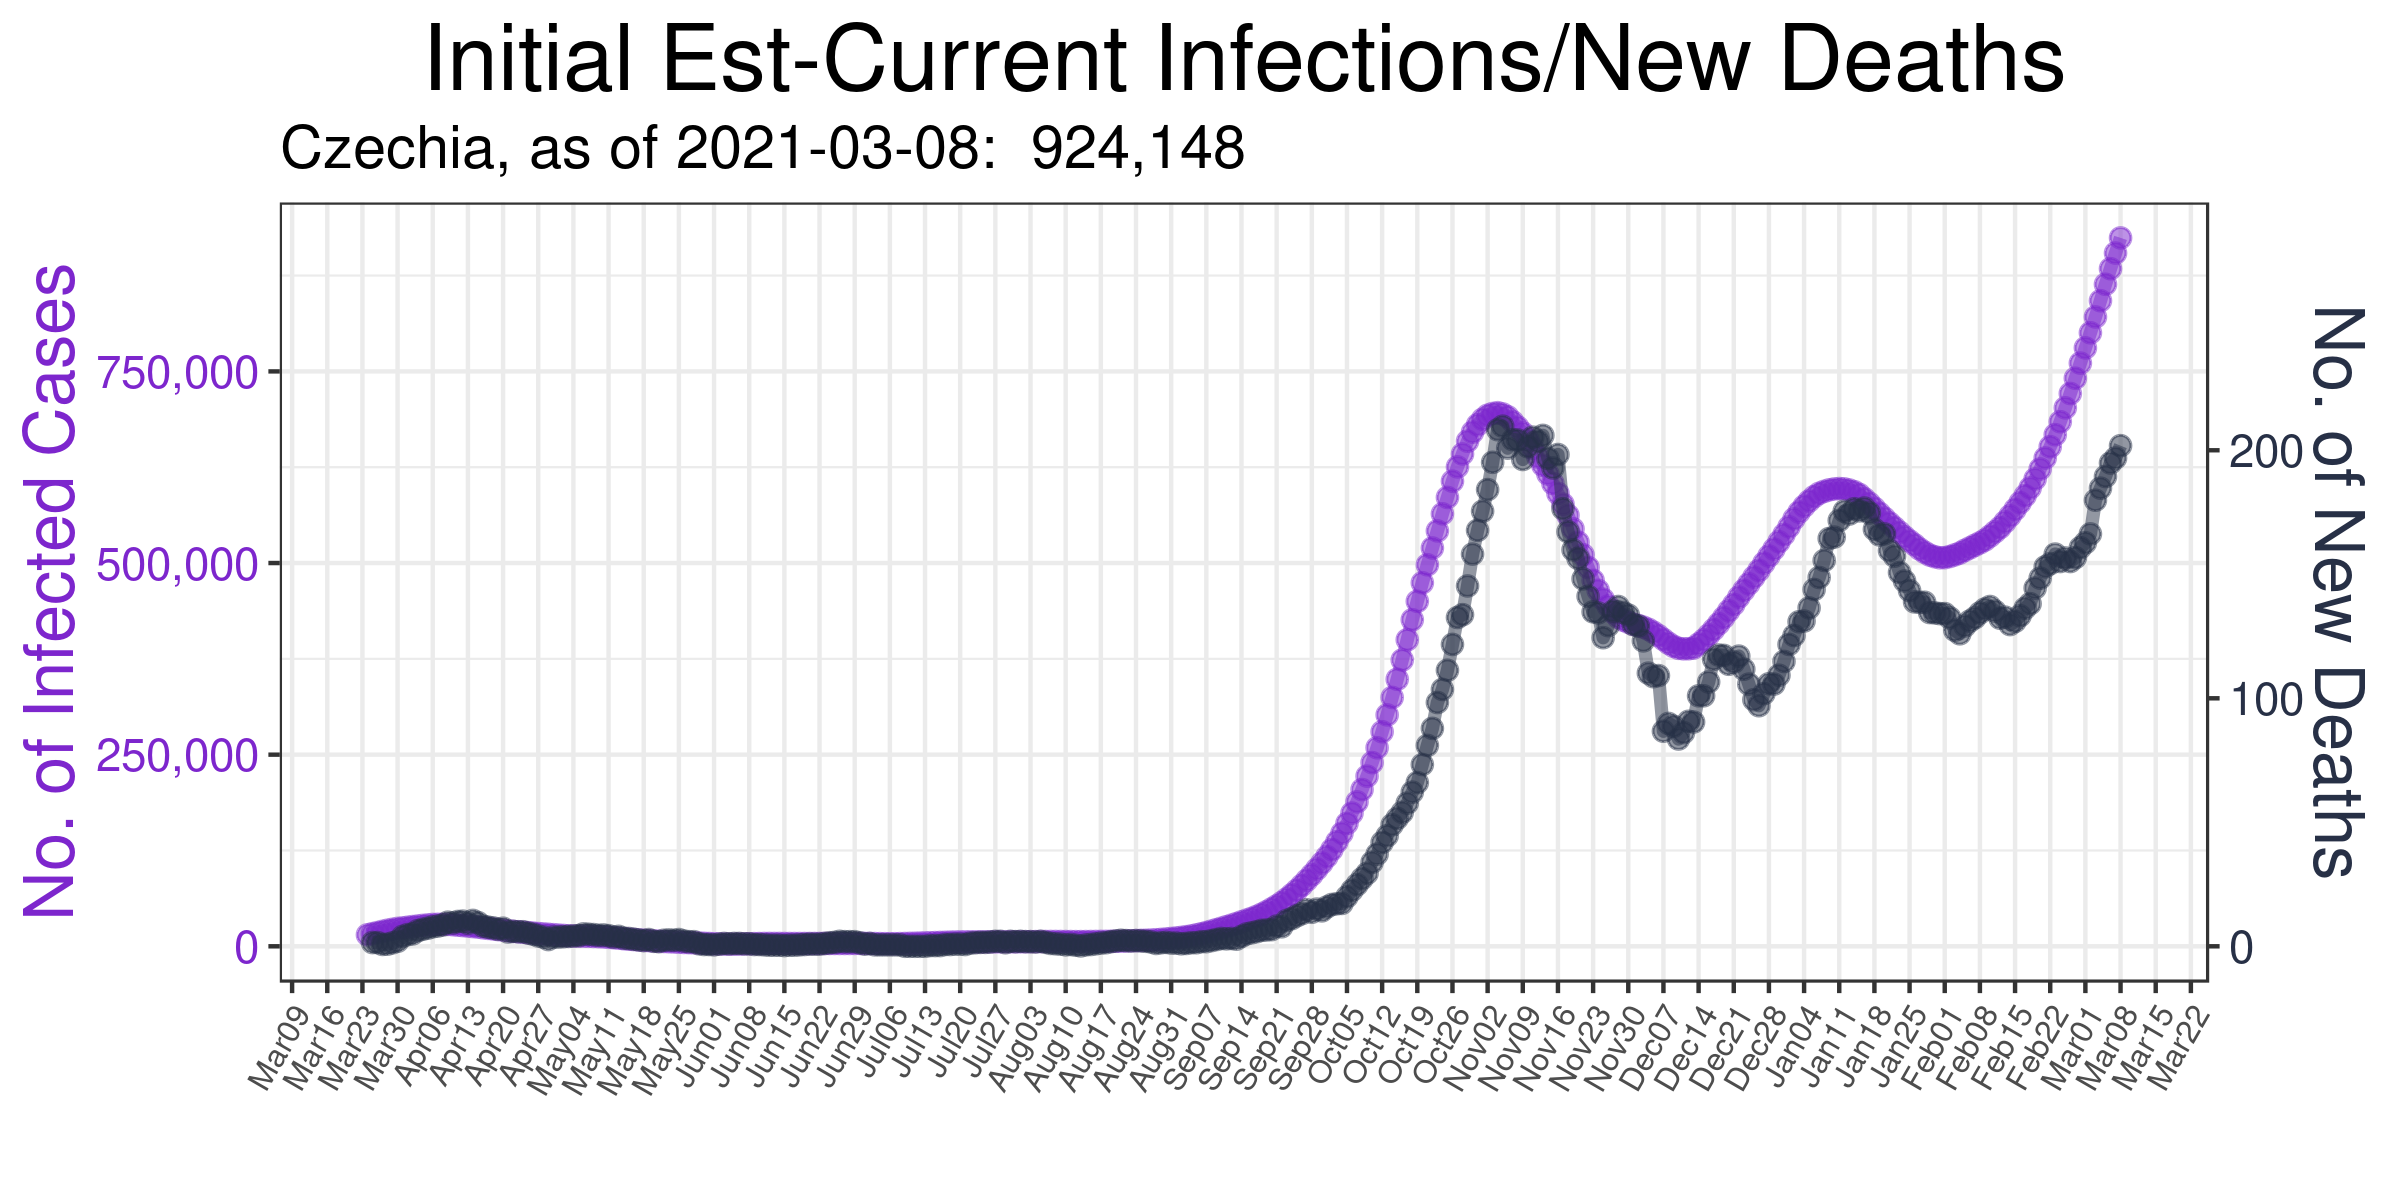 Initial Est-Current Infections/New Deaths
Czechia, as of 2021-03-08:  924,148
No. of Infected Cases
750,000
500,000
250,000
0
200
100
0
No. of New Deaths
Mar09
Mar16
Mar23
Mar30
Apr06
Apr13
Apr20
Apr27
May04
May11
May18
May25
Jun01
Jun08
Jun15
Jun22
Jun29
Jul06
Jul13
Jul20
Jul27
Aug03
Aug10
Aug17
Aug24
Aug31
Sep07
Sep14
Sep21
Sep28
Oct05
Oct12
Oct19
Oct26
Nov02
Nov09
Nov16
Nov23
Nov30
Dec07
Dec14
Dec21
Dec28
Dec04
Jan11
Jan18
Jan25
Jan25
Feb01
Feb08
Feb15
Feb22
Mar01
Mar08
Mar15
Mar22